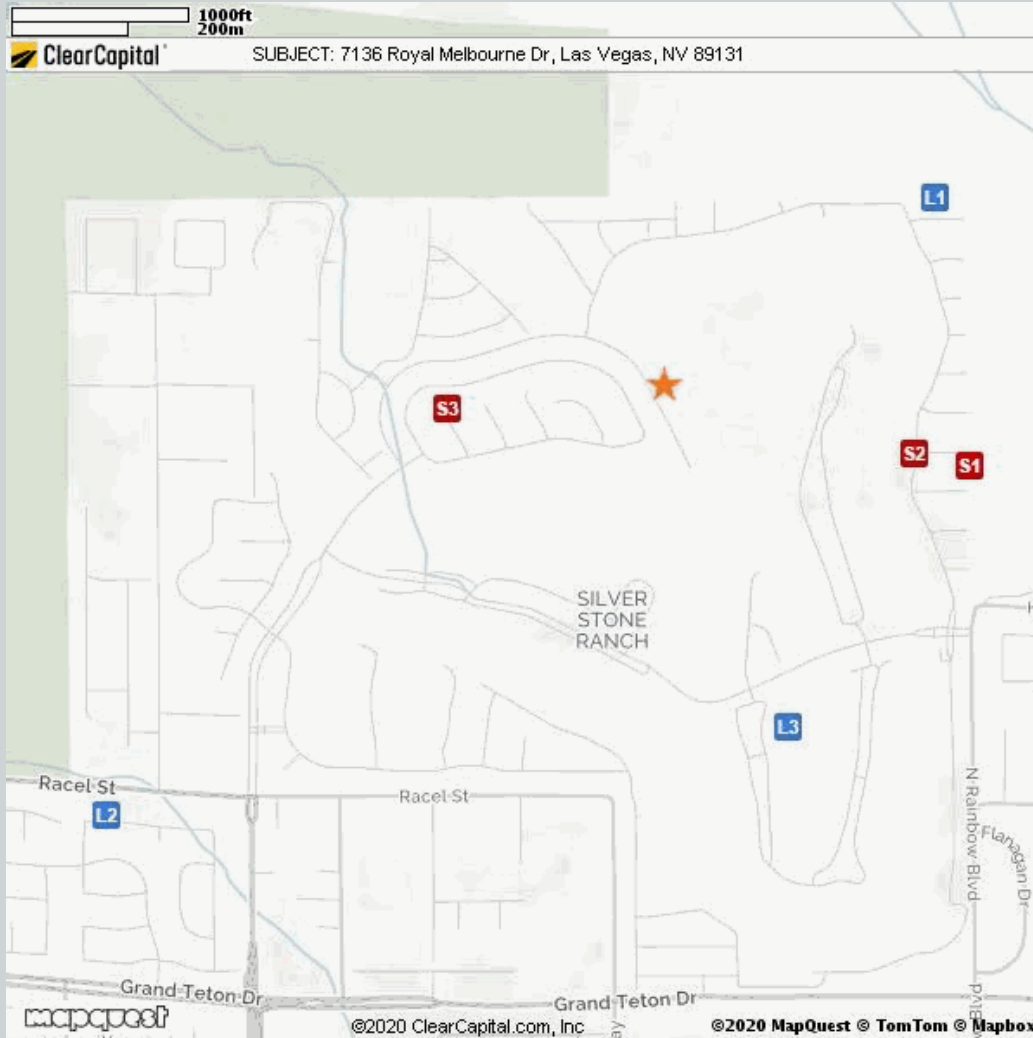 1000ft
200m
ClearCapital
SUBJECT: 7136 Royal Melbourne Dr, Las Vegas, NV 89131
L1
S3
S2
S1
SILVER
STONE
RANCH
L3
Racel St
L2
Racel St
N Rainbow Blvd
Flanagan Dr
Grand Teton Dr
Grand Teton Dr
mapquest
©2020 ClearCapital.com, Inc
©2020 MapQuest © TomTom © Mapbox